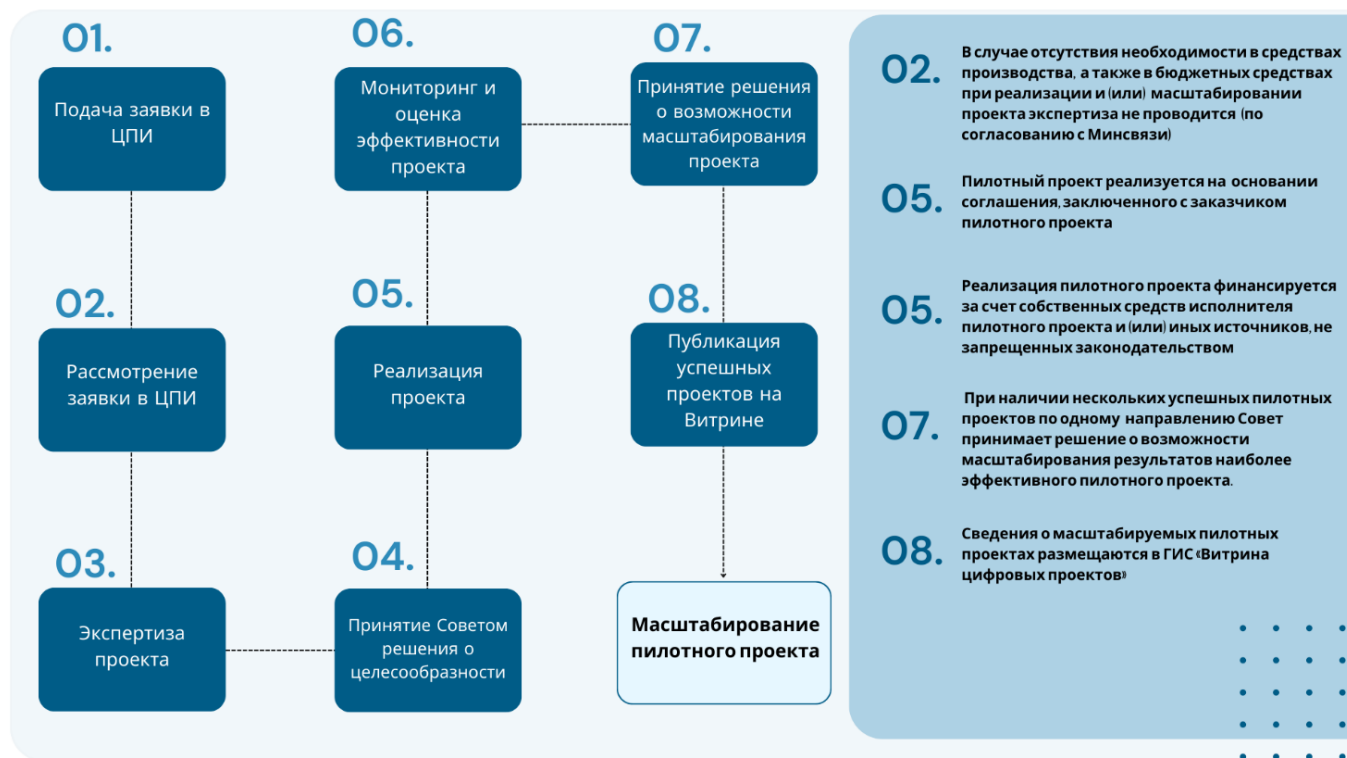 01.
Подача заявки в
ЦПИ
02.
Рассмотрение
заявки в ЦПИ
03.
Экспертиза
проекта
04.
Принятие Советом
решения о
целесообразности
05.
Реализация
проекта
06.
Мониторинг и
оценка
эффективности
проекта
07.
Принятие решения
о возможности
масштабирования
проекта
08.
Публикация
успешных
проектов на
Витрине
Масштабирование
пилотного проекта
02.
В случае отсутствия необходимости в средствах
производства, а также в бюджетных средствах
при реализации и (или) масштабировании
проекта экспертиза не проводится (по
согласованию с Минсвязи)
05.
Пилотный проект реализуется на основании
соглашения, заключенного с заказчиком
пилотного проекта
05.
Реализация пилотного проекта финансируется
за счет собственных средств исполнителя
пилотного проекта и (или) иных источников, не
запрещенных законодательством
07.
При наличии нескольких успешных пилотных
проектов по одному направлению Совет
принимает решение о возможности
масштабирования результатов наиболее
эффективного пилотного проекта.
08.
Сведения о масштабируемых пилотных
проектах размещаются в ГИС «Витрина
цифровых проектов»